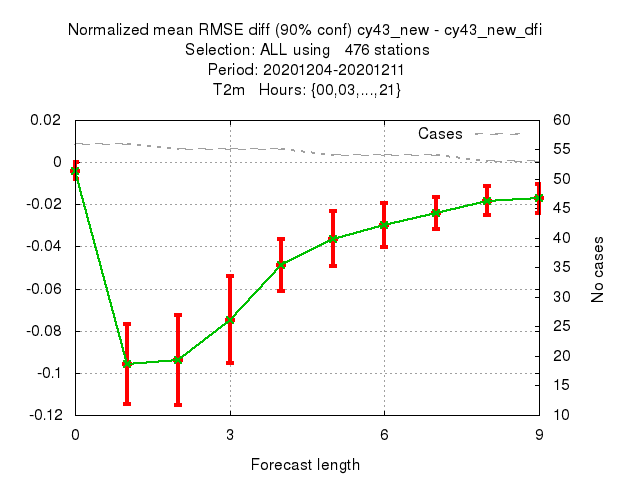 Normalized mean RMSE diff (90% conf) cy43_new - cy43_new_dfi
Selection: ALL using   476 stations
Period: 20201204-20201211
T2m   Hours: {00,03,...,21}
Cases
0.02
0
-0.02
-0.04
-0.06
-0.08
-0.1
-0.12
60
55
50
45
40
35
30
25
20
15
10
No cases
0 3 6 9
Forecast length